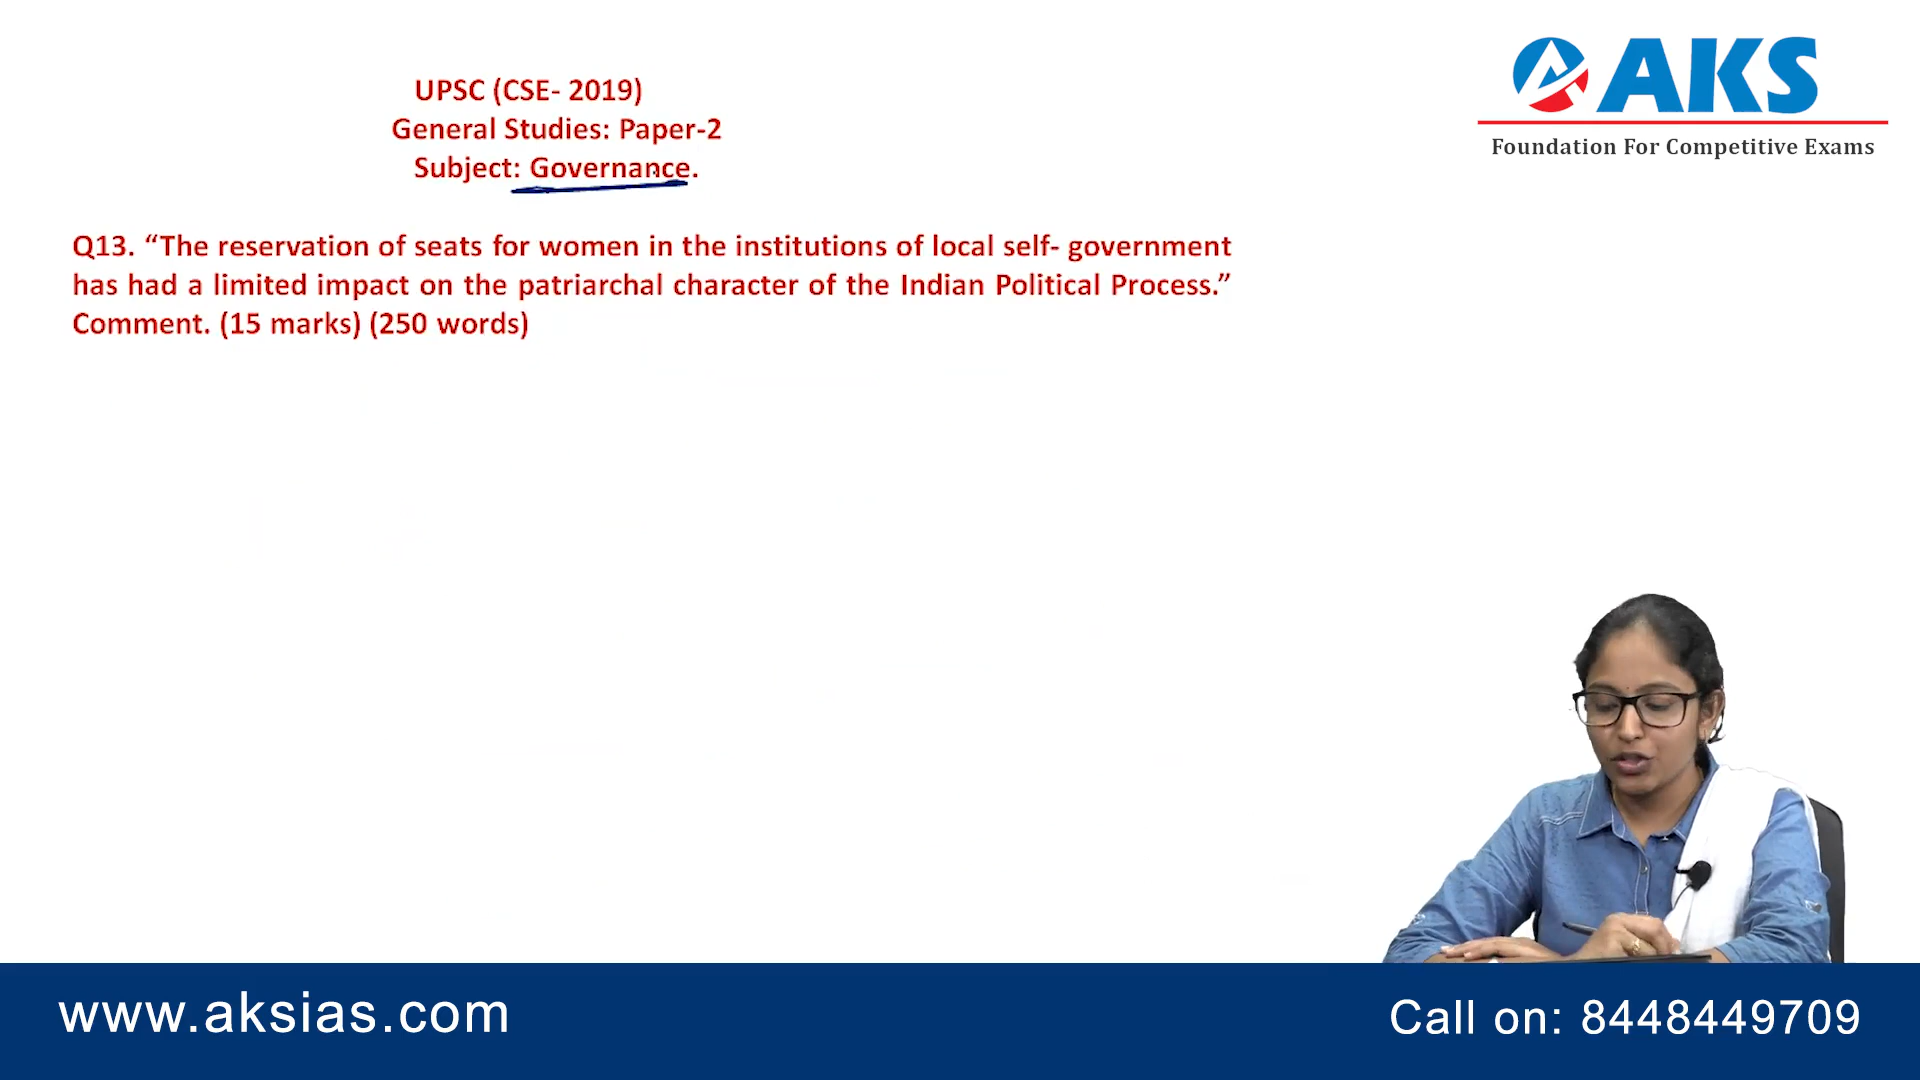 UPSC (CSE- 2019)
General Studies: Paper-2
Subject: Governance.
AKS
Foundation For Competitive Exams
Q13. “The reservation of seats for women in the institutions of local self- government
has had a limited impact on the patriarchal character of the Indian Political Process.”
Comment. (15 marks) (250 words)
www.aksias.com
Call on: 8448449709